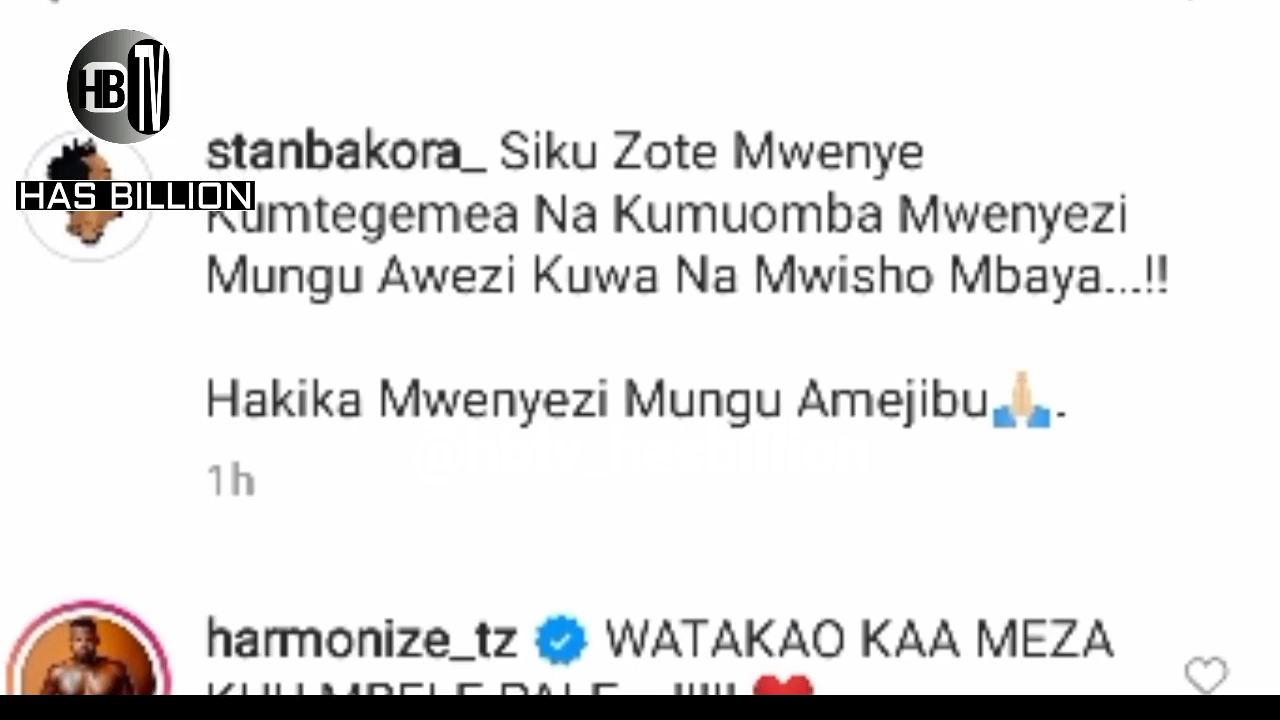 HB TV
HAS BILLION
stanbakora_ Siku Zote Mwenye
Kumtegemea Na Kumuomba Mwenyezi
Mungu Awezi Kuwa Na Mwisho Mbaya...!!
Hakika Mwenyezi Mungu Amejibu🙏.
1h
harmonize_tz WATAKAO KAA MEZA